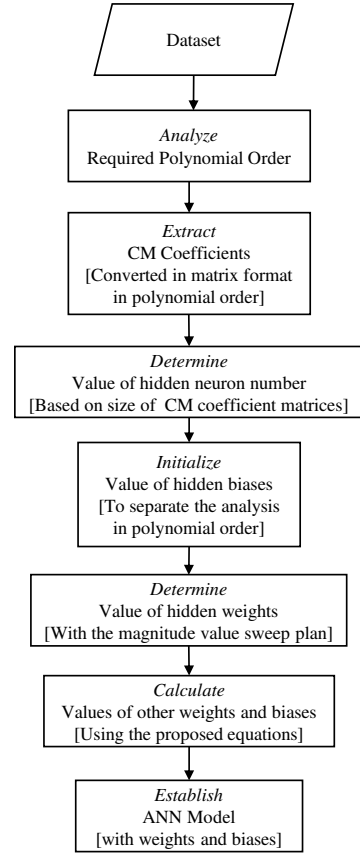 Dataset
Analyze
Required Polynomial Order
Extract
CM Coefficients
[Converted in matrix format
in polynomial order]
Determine
Value of hidden neuron number
[Based on size of CM coefficient matrices]
Initialize
Value of hidden biases
[To separate the analysis
in polynomial order]
Determine
Value of hidden weights
[With the magnitude value sweep plan]
Calculate
Values of other weights and biases
[Using the proposed equations]
Establish
ANN Model
[with weights and biases]